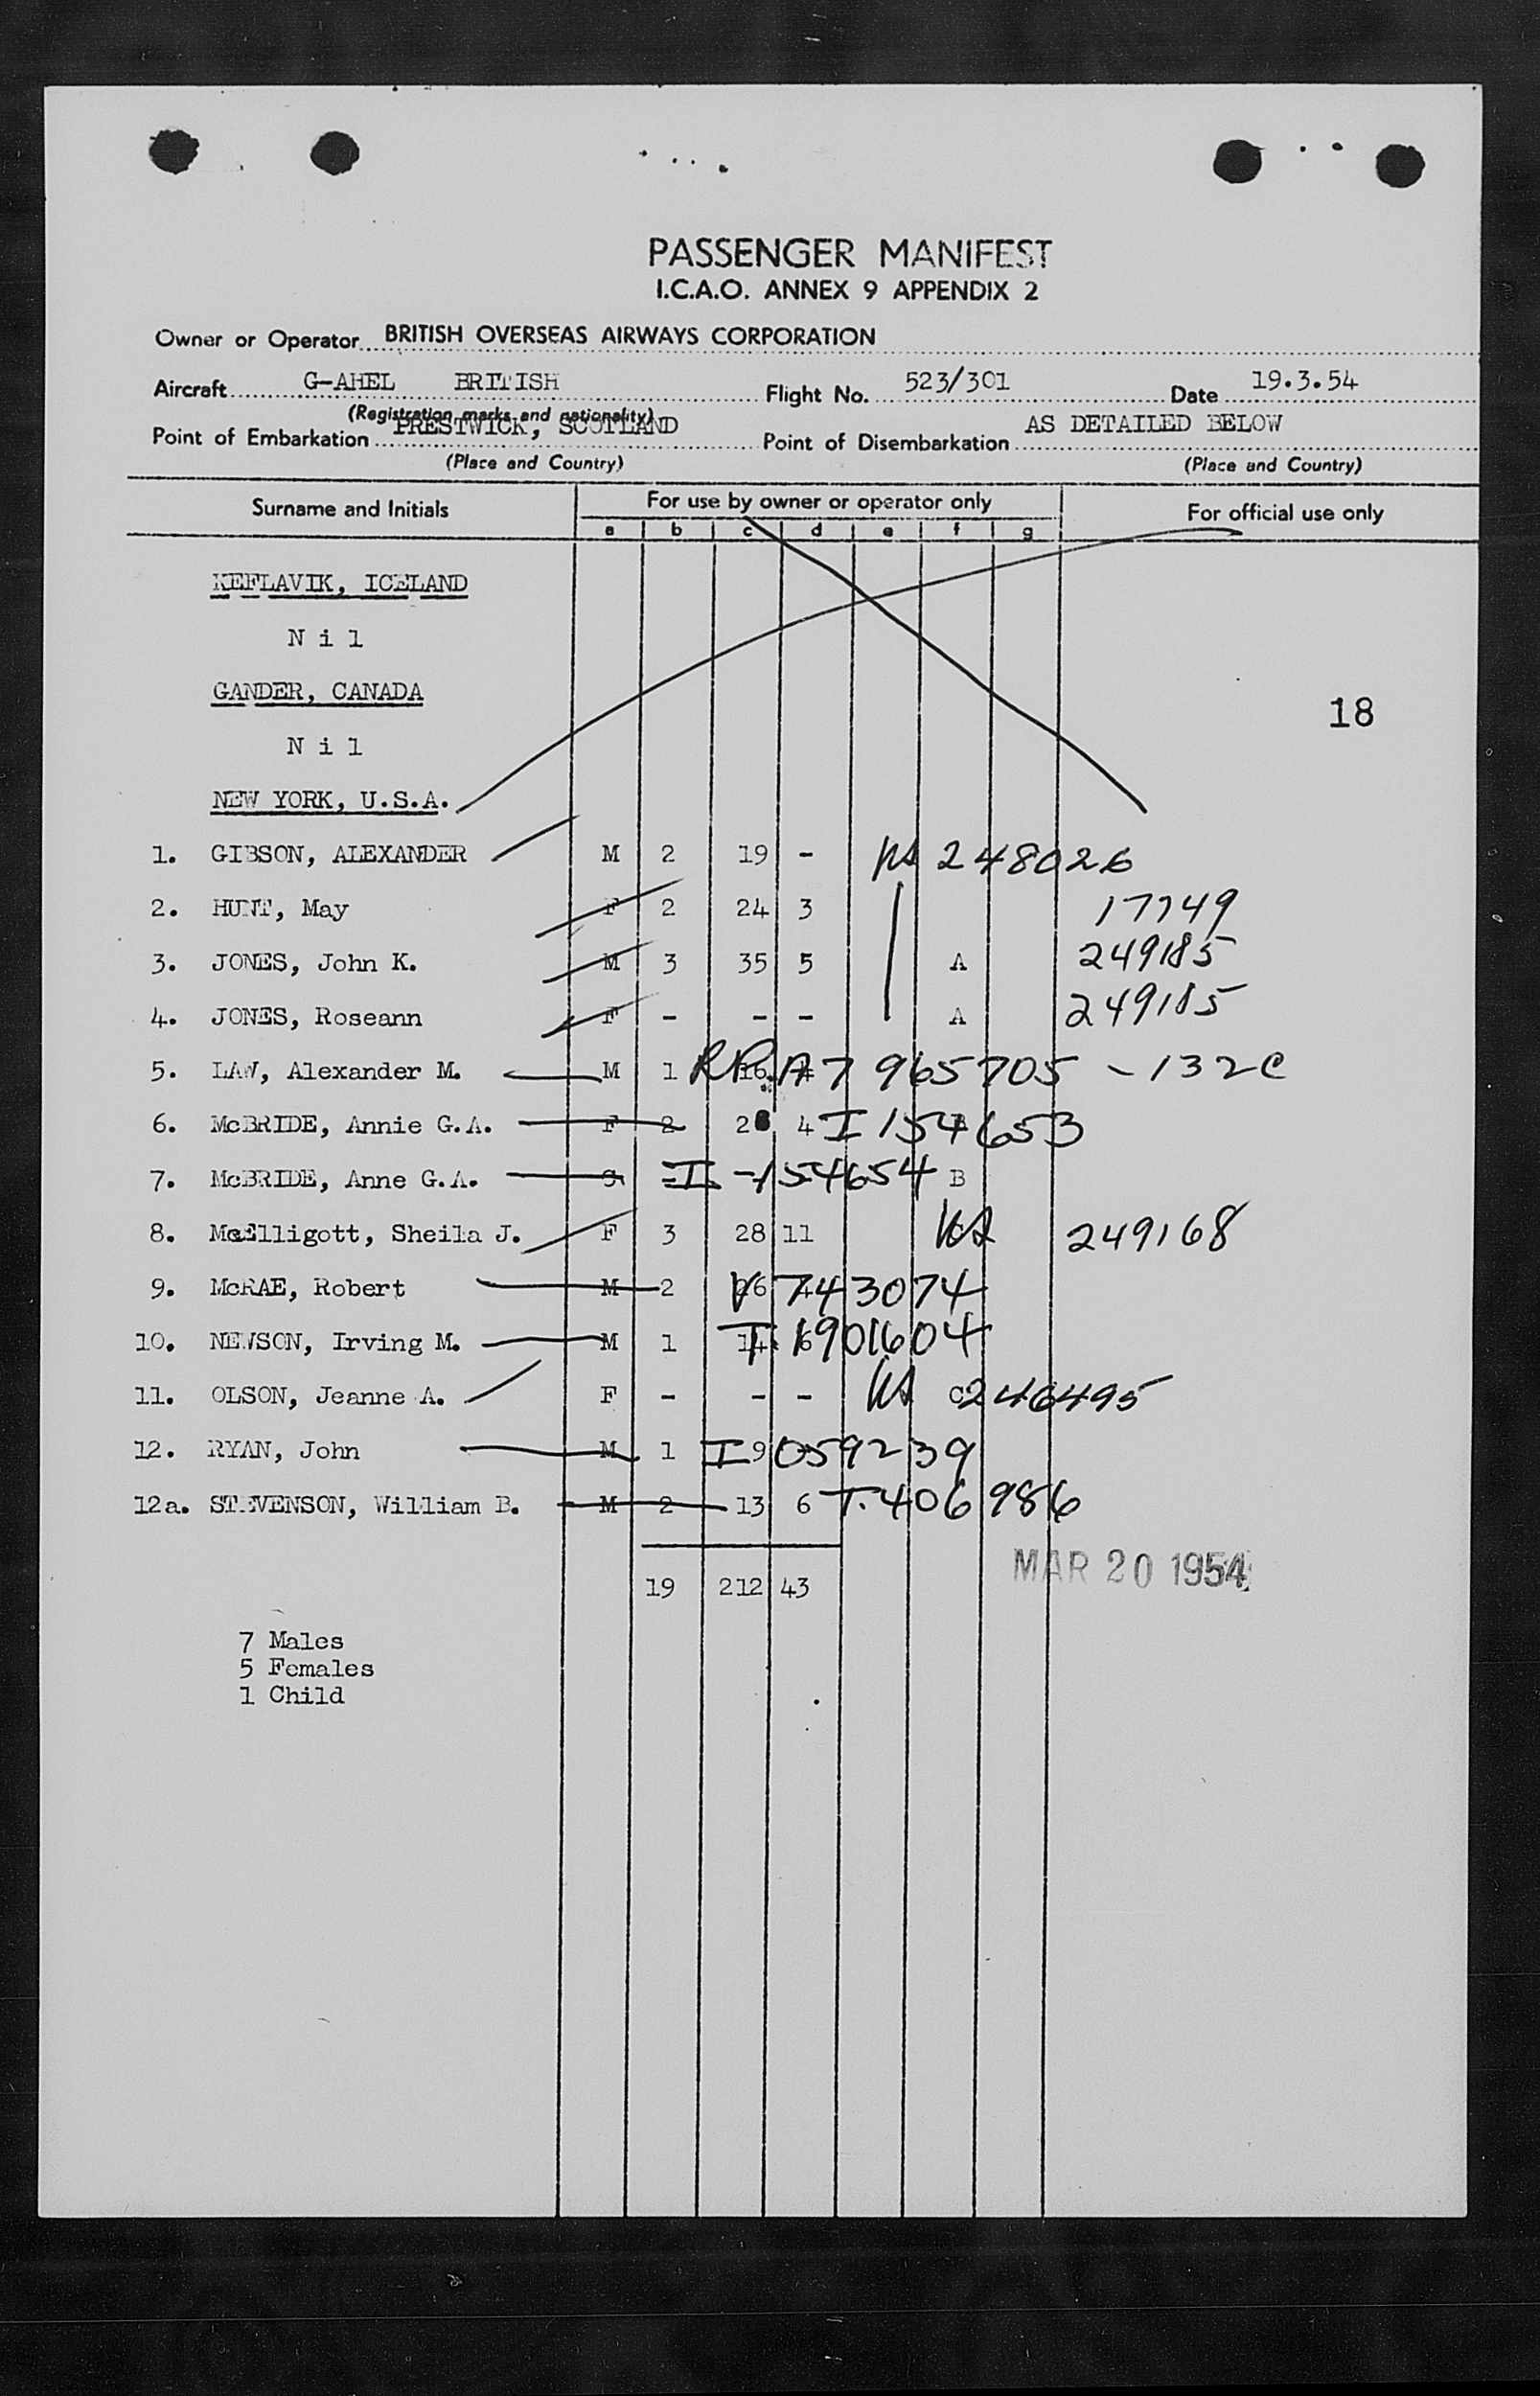 PASSENGER MANIFEST
I.C.A.O. ANNEX 9 APPENDIX 2
Owner or Operator BRITISH OVERSEAS AIRWAYS CORPORATION
Aircraft G-AHEL BRITISH Flight No. 523/301 Date 19.3.54
(Registration marks and nationality)
Point of Embarkation PRESTWICK, SCOTLAND Point of Disembarkation AS DETAILED BELOW
(Place and Country) (Place and Country)
Surname and Initials For use by owner or operator only For official use only
a b c d e f g
KEFLAVIK, ICELAND
Nil
GANDER, CANADA
18
Nil
NEW YORK, U.S.A.
1. GIBSON, ALEXANDER M 2 19 - 248026
2. HUNT, May F 2 24 3 17749
3. JONES, John K. M 3 35 5 A 249185
4. JONES, Roseann F - - - A 249185
5. LAW, Alexander M. M 1 16 A7 965705 - 132C
6. McBRIDE, Annie G.A. F 2 4 I 154653
7. McBRIDE, Anne G.A. I - 154654 B
8. McElligott, Sheila J. F 3 28 11 249168
9. McRAE, Robert M 2 26 V 743074
10. NEWSON, Irving M. M 1 14 6 1901604
11. OLSON, Jeanne A. F - - - C 246495
12. RYAN, John M 1 9 I 059239
12a. STEVENSON, William B. M 2 13 6 T. 406986
MAR 20 1954
19 212 43
7 Males
5 Females
1 Child